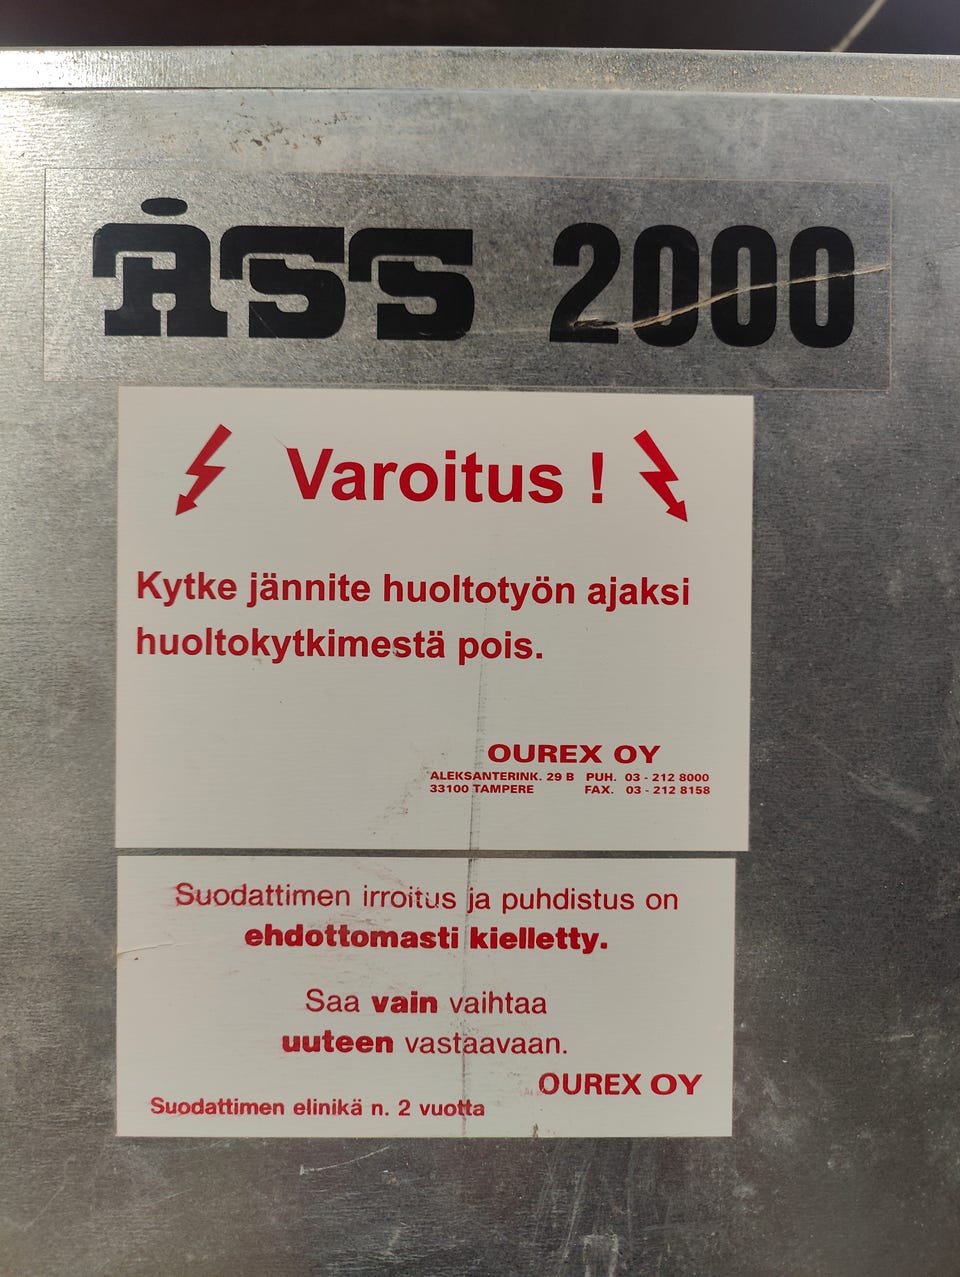 ÅSS 2000
Varoitus !
Kytke jännite huoltotyön ajaksi
huoltokytkimestä pois.
OUREX OY
ALEKSANTERINK. 29 B PUH. 03 - 212 8000
33100 TAMPERE FAX. 03 - 212 8158
Suodattimen irroitus ja puhdistus on
ehdottomasti kielletty.
Saa vain vaihtaa
uuteen vastaavaan.
OUREX OY
Suodattimen elinikä n. 2 vuotta